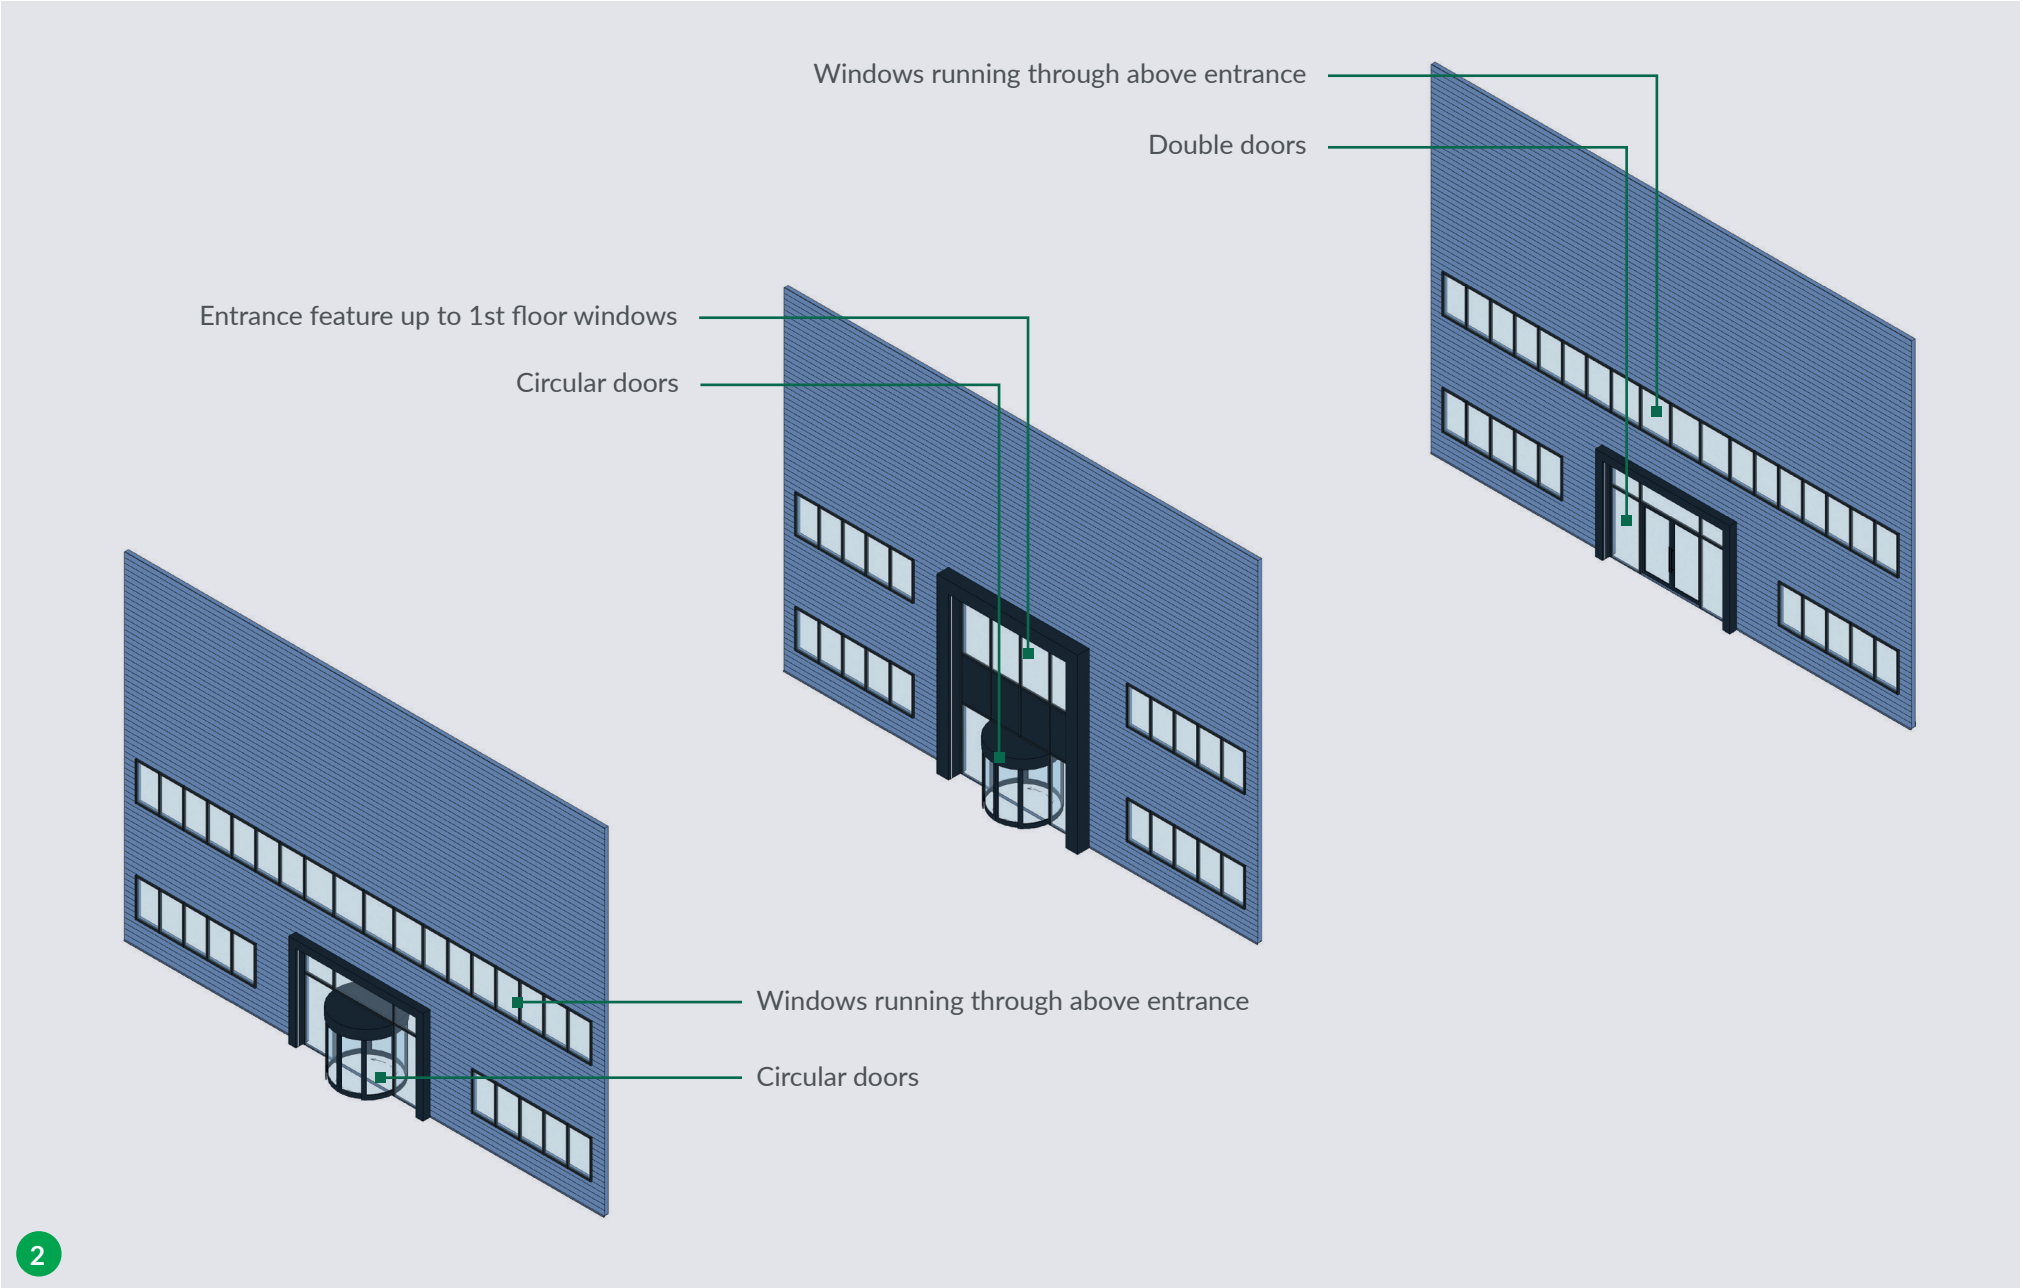 Windows running through above entrance
Double doors
Entrance feature up to 1st floor windows
Circular doors
Windows running through above entrance
Circular doors
2